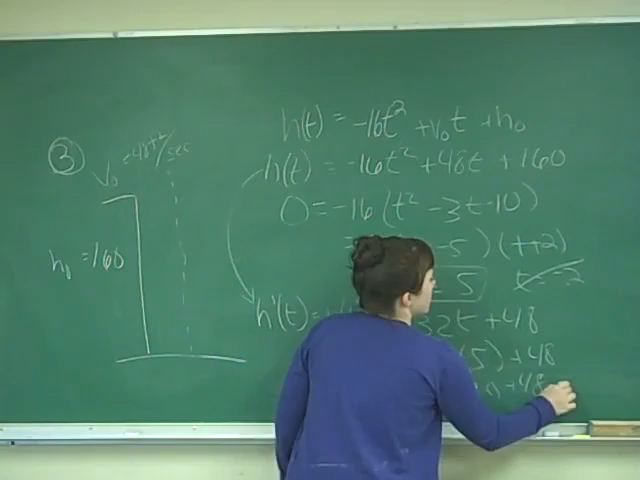 ③
V₀ = 48 ft/sec
h₀ = 160
h(t) = -16t² + v₀t + h₀
h(t) = -16t² + 48t + 160
0 = -16(t² - 3t - 10)
= -5)(t+2)
= 5 t = -2
h'(t) = 32t + 48
(5) + 48
+ 48